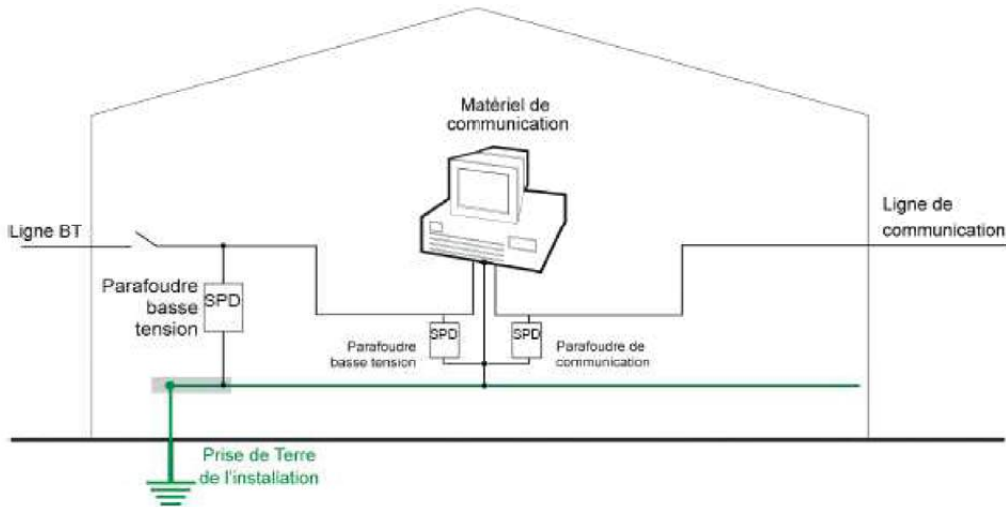 Matériel de
communication
Ligne BT
Ligne de
communication
Parafoudre
basse
tension
SPD
SPD
SPD
Parafoudre
basse tension
Parafoudre de
communication
Prise de Terre
de l'installation